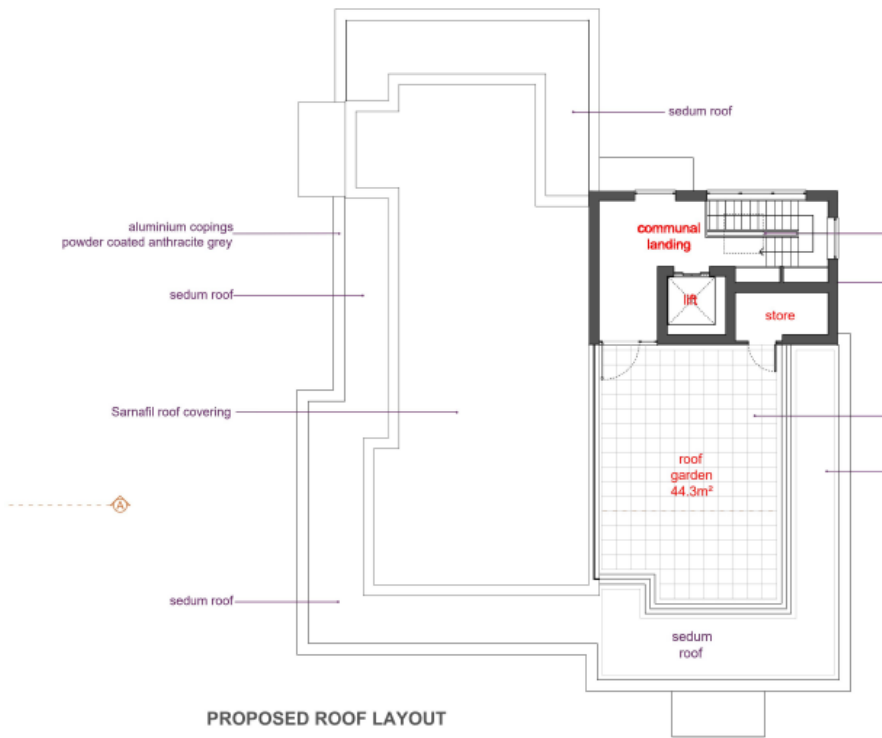 sedum roof
aluminium copings
powder coated anthracite grey
communal
landing
sedum roof
lift
store
Sarnafil roof covering
roof
garden
44.3m²
A
sedum roof
sedum
roof
PROPOSED ROOF LAYOUT